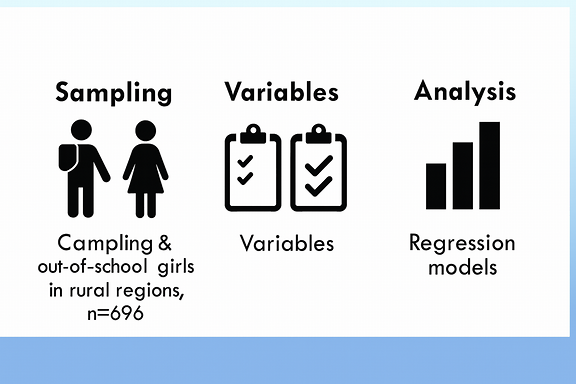 Sampling
Campling &
out-of-school girls
in rural regions,
n=696
Variables
Variables
Analysis
Regression
models